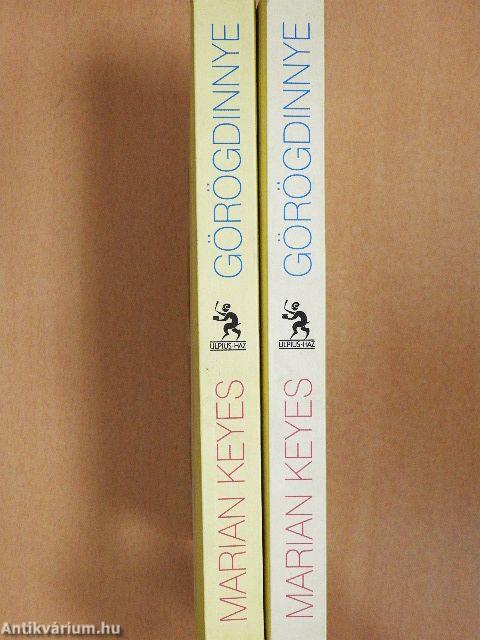 MARIAN KEYES
ULPIUS-HÁZ
GÖRÖGDINNYE
MARIAN KEYES
ULPIUS-HÁZ
GÖRÖGDINNYE
Antikvárium.hu